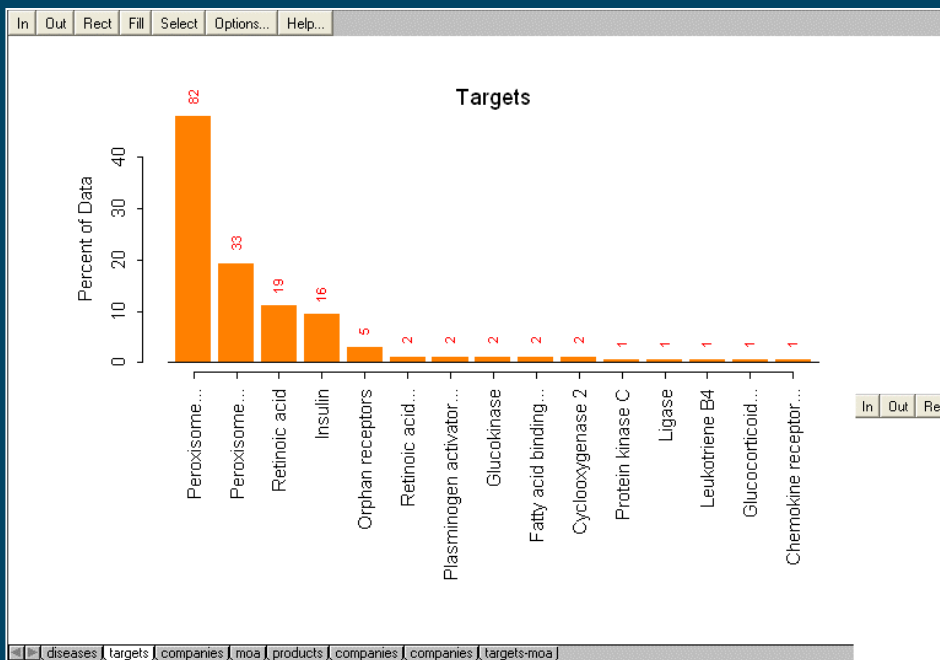 In Out Rect Fill Select Options... Help...
Targets
Percent of Data
40
30
20
10
0
82
33
19
16
5
2
2
2
2
2
1
1
1
1
1
Peroxisome...
Peroxisome...
Retinoic acid
Insulin
Orphan receptors
Retinoic acid...
Plasminogen activator...
Glucokinase
Fatty acid binding...
Cyclooxygenase 2
Protein kinase C
Ligase
Leukotriene B4
Glucocorticoid...
Chemokine receptor...
In Out Re
diseases targets companies moa products companies companies targets-moa